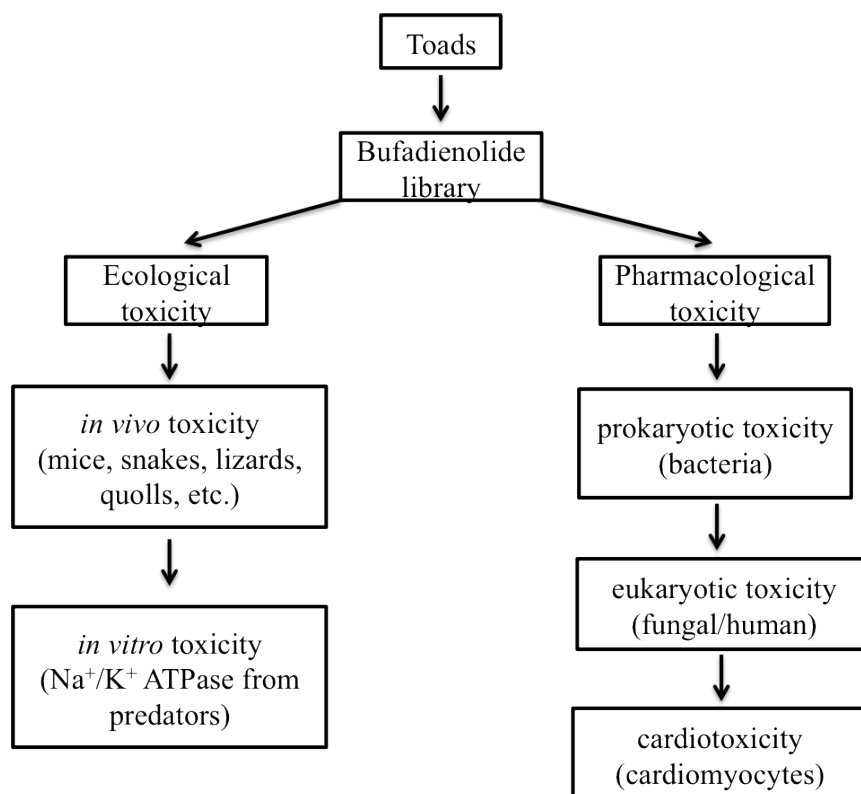 Toads
Bufadienolide
library
Ecological
toxicity
in vivo toxicity
(mice, snakes, lizards,
quolls, etc.)
in vitro toxicity
(Na⁺/K⁺ ATPase from
predators)
Pharmacological
toxicity
prokaryotic toxicity
(bacteria)
eukaryotic toxicity
(fungal/human)
cardiotoxicity
(cardiomyocytes)